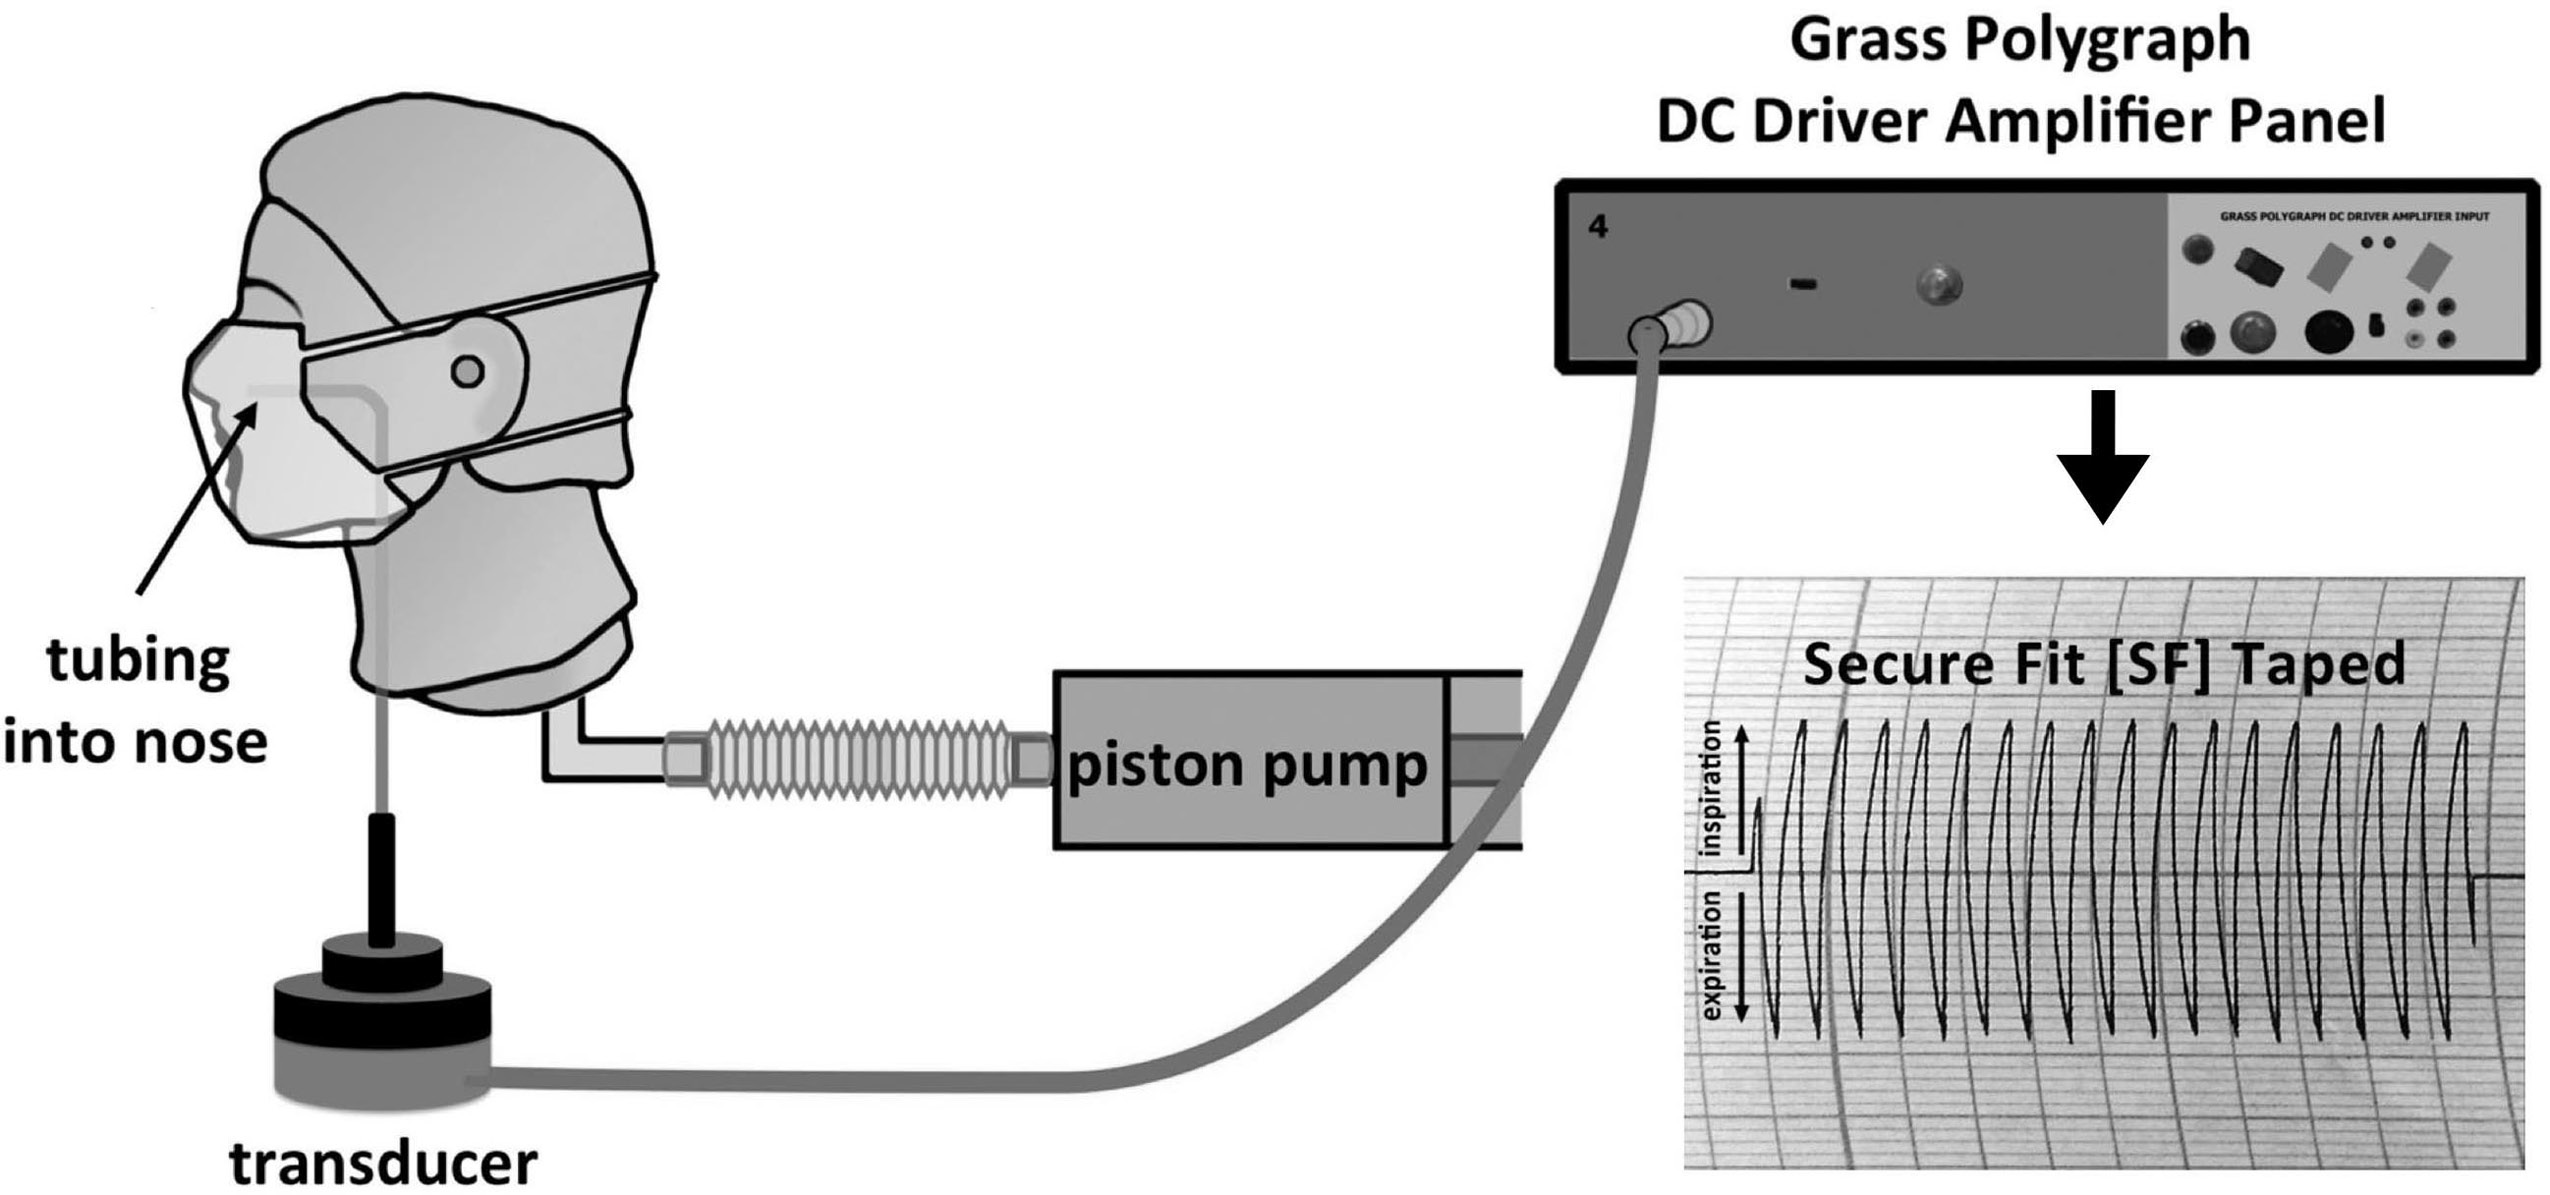 Grass Polygraph
DC Driver Amplifier Panel
4
GRASS POLYGRAPH DC DRIVER AMPLIFIER INPUT
tubing
into nose
piston pump
transducer
Secure Fit [SF] Taped
inspiration
expiration